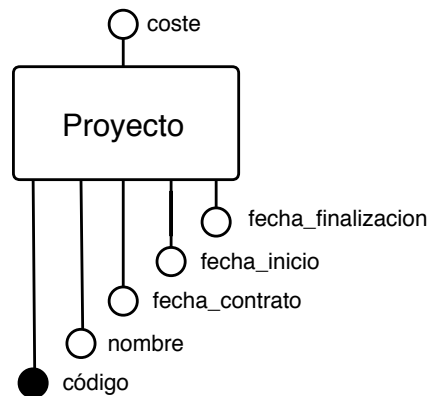 coste
Proyecto
fecha_finalizacion
fecha_inicio
fecha_contrato
nombre
código